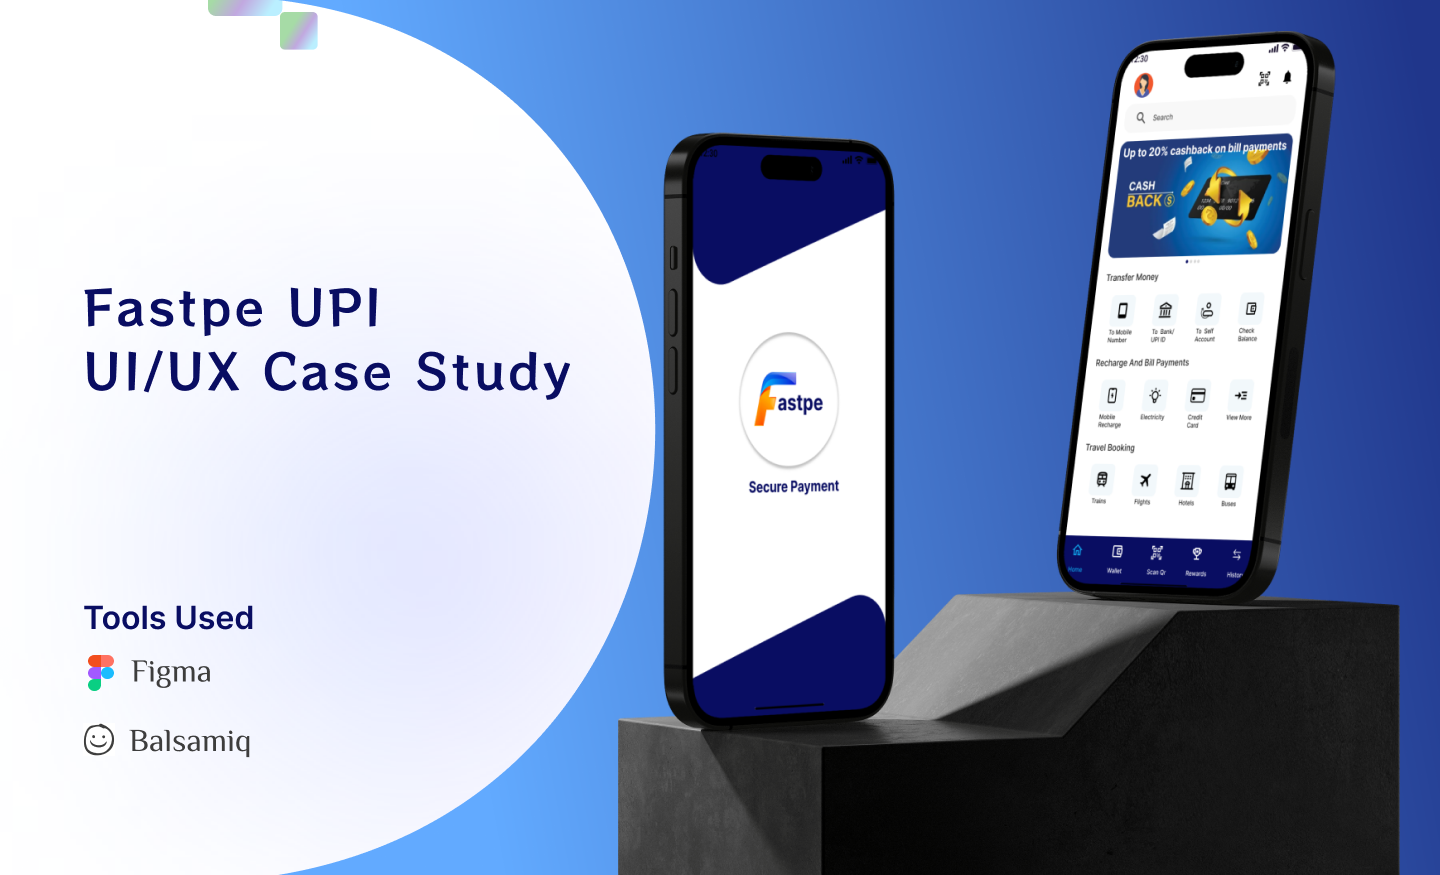 Fastpe UPI
UI/UX Case Study
Tools Used
Figma
Balsamiq
Fastpe
Secure Payment
2:30
Search
Up to 20% cashback on bill payments
CASH
BACK
Transfer Money
To Mobile Number
To Bank/ UPI ID
To Self Account
Check Balance
Recharge And Bill Payments
Mobile Recharge
Electricity
Credit Card
View More
Travel Booking
Trains
Flights
Hotels
Buses
Home
Wallet
Scan Qr
Rewards
History